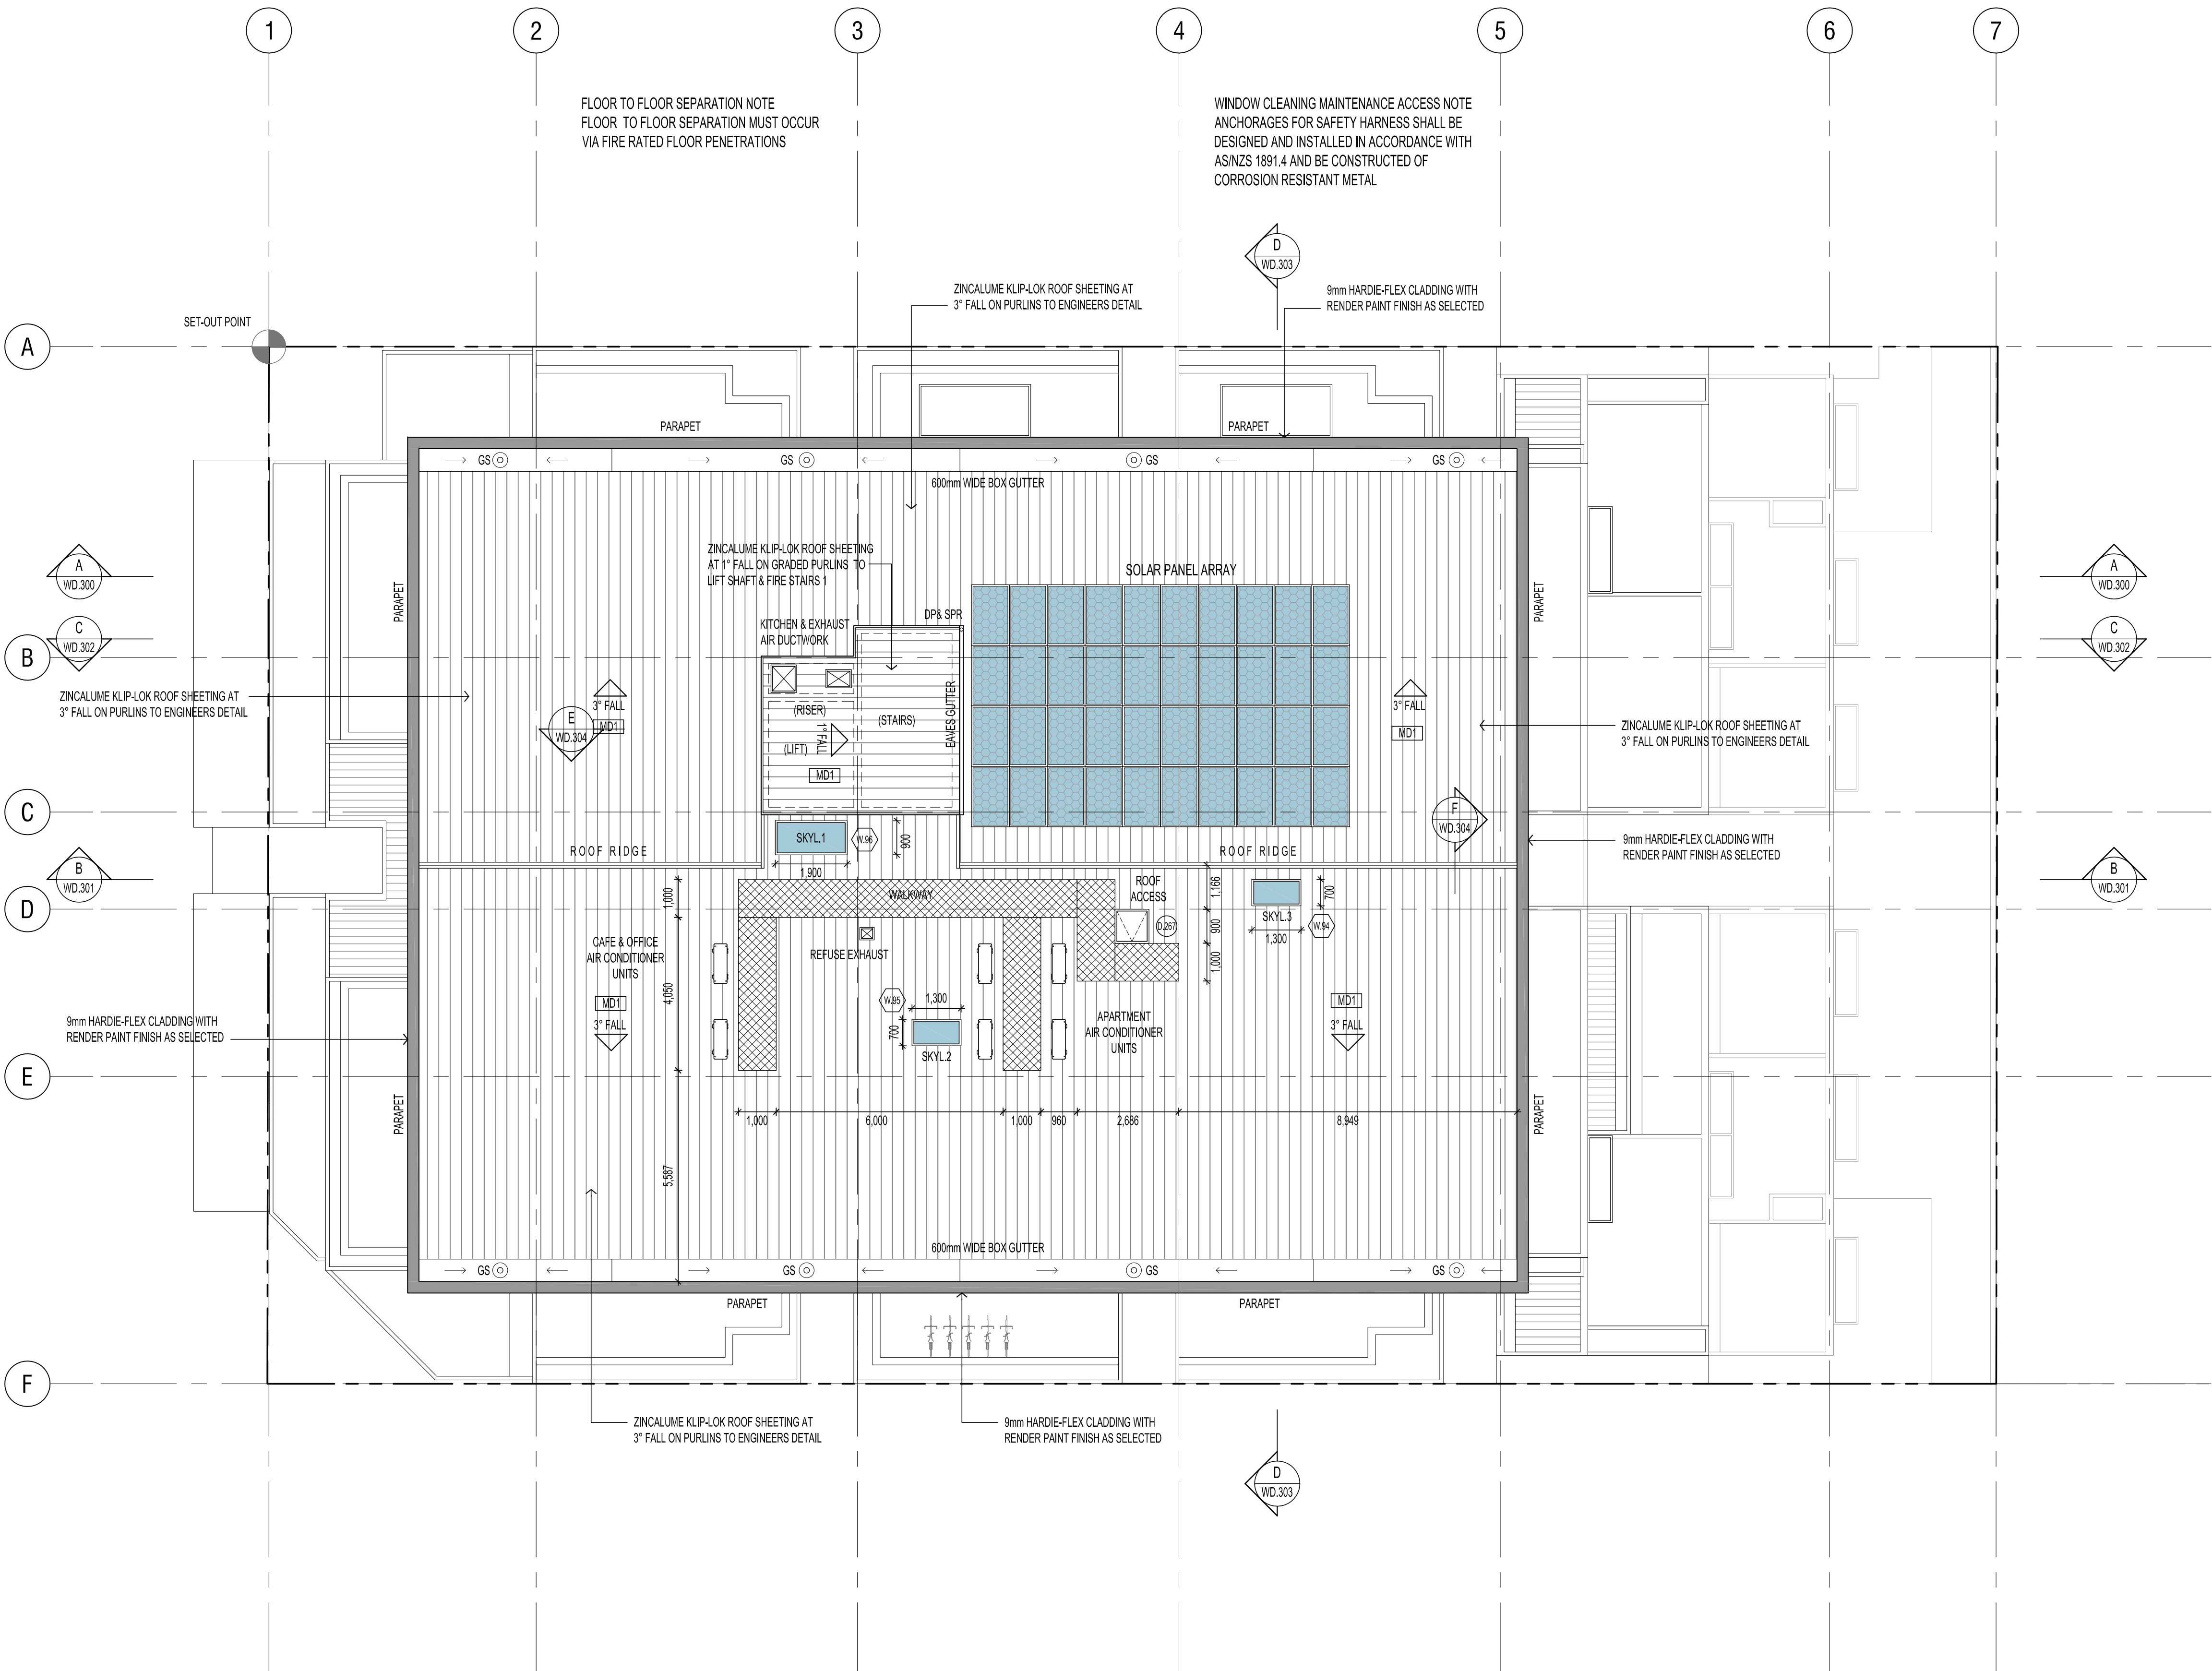 1
2
3
4
5
6
7
FLOOR TO FLOOR SEPARATION NOTE
FLOOR TO FLOOR SEPARATION MUST OCCUR
VIA FIRE RATED FLOOR PENETRATIONS
WINDOW CLEANING MAINTENANCE ACCESS NOTE
ANCHORAGES FOR SAFETY HARNESS SHALL BE
DESIGNED AND INSTALLED IN ACCORDANCE WITH
AS/NZS 1891.4 AND BE CONSTRUCTED OF
CORROSION RESISTANT METAL
D
WD.303
ZINCALUME KLIP-LOK ROOF SHEETING AT
3° FALL ON PURLINS TO ENGINEERS DETAIL
9mm HARDIE-FLEX CLADDING WITH
RENDER PAINT FINISH AS SELECTED
SET-OUT POINT
A
PARAPET
PARAPET
GS
GS
GS
GS
600mm WIDE BOX GUTTER
ZINCALUME KLIP-LOK ROOF SHEETING
AT 1° FALL ON GRADED PURLINS TO
LIFT SHAFT & FIRE STAIRS 1
SOLAR PANEL ARRAY
A
WD.300
A
WD.300
PARAPET
PARAPET
DP& SPR
KITCHEN & EXHAUST
AIR DUCTWORK
C
WD.302
C
WD.302
B
ZINCALUME KLIP-LOK ROOF SHEETING AT
3° FALL ON PURLINS TO ENGINEERS DETAIL
3° FALL
MD1
E
WD.304
(RISER)
(STAIRS)
EAVES GUTTER
(LIFT)
1° FALL
MD1
3° FALL
MD1
ZINCALUME KLIP-LOK ROOF SHEETING AT
3° FALL ON PURLINS TO ENGINEERS DETAIL
C
F
WD.304
SKYL.1
W.96
900
1,900
ROOF RIDGE
ROOF RIDGE
9mm HARDIE-FLEX CLADDING WITH
RENDER PAINT FINISH AS SELECTED
B
WD.301
B
WD.301
D
1,000
WALKWAY
ROOF
ACCESS
1,166
900
1,000
D.267
700
SKYL.3
1,300
W.94
CAFE & OFFICE
AIR CONDITIONER
UNITS
REFUSE EXHAUST
4,050
MD1
3° FALL
W.95
1,300
700
SKYL.2
APARTMENT
AIR CONDITIONER
UNITS
MD1
3° FALL
9mm HARDIE-FLEX CLADDING WITH
RENDER PAINT FINISH AS SELECTED
E
PARAPET
PARAPET
1,000
6,000
1,000
960
2,686
8,949
5,587
600mm WIDE BOX GUTTER
GS
GS
GS
GS
PARAPET
PARAPET
F
ZINCALUME KLIP-LOK ROOF SHEETING AT
3° FALL ON PURLINS TO ENGINEERS DETAIL
9mm HARDIE-FLEX CLADDING WITH
RENDER PAINT FINISH AS SELECTED
D
WD.303